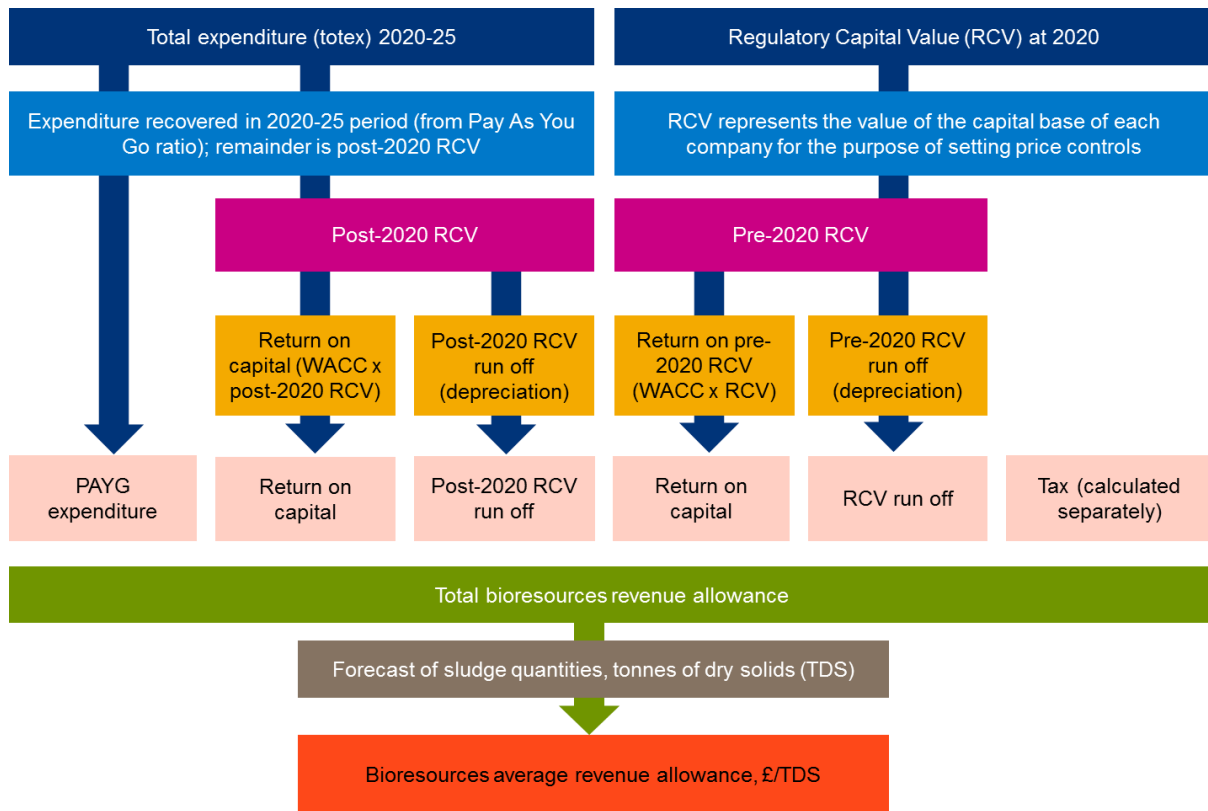 Total expenditure (totex) 2020-25
Regulatory Capital Value (RCV) at 2020
Expenditure recovered in 2020-25 period (from Pay As You
Go ratio); remainder is post-2020 RCV
RCV represents the value of the capital base of each
company for the purpose of setting price controls
Post-2020 RCV
Pre-2020 RCV
Return on
capital (WACC x
post-2020 RCV)
Post-2020 RCV
run off
(depreciation)
Return on pre-
2020 RCV
(WACC x RCV)
Pre-2020 RCV
run off
(depreciation)
PAYG
expenditure
Return on
capital
Post-2020 RCV
run off
Return on
capital
RCV run off
Tax (calculated
separately)
Total bioresources revenue allowance
Forecast of sludge quantities, tonnes of dry solids (TDS)
Bioresources average revenue allowance, £/TDS